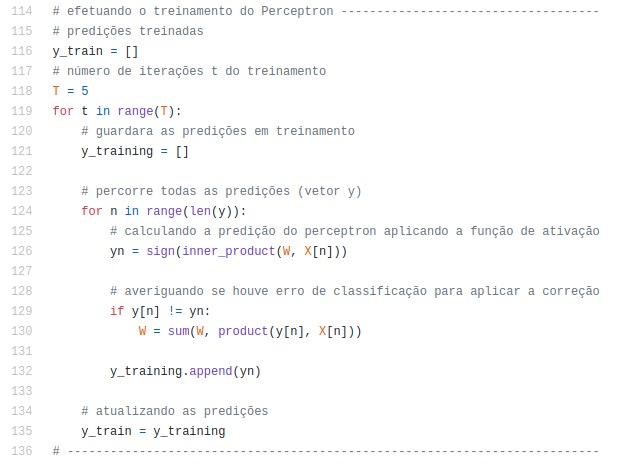 114 # efetuando o treinamento do Perceptron ------------------------------------
115 # predições treinadas
116 y_train = []
117 # número de iterações t do treinamento
118 T = 5
119 for t in range(T):
120     # guardara as predições em treinamento
121     y_training = []
122
123     # percorre todas as predições (vetor y)
124     for n in range(len(y)):
125         # calculando a predição do perceptron aplicando a função de ativação
126         yn = sign(inner_product(W, X[n]))
127
128         # averiguando se houve erro de classificação para aplicar a correção
129         if y[n] != yn:
130             W = sum(W, product(y[n], X[n]))
131
132         y_training.append(yn)
133
134     # atualizando as predições
135     y_train = y_training
136 # --------------------------------------------------------------------------